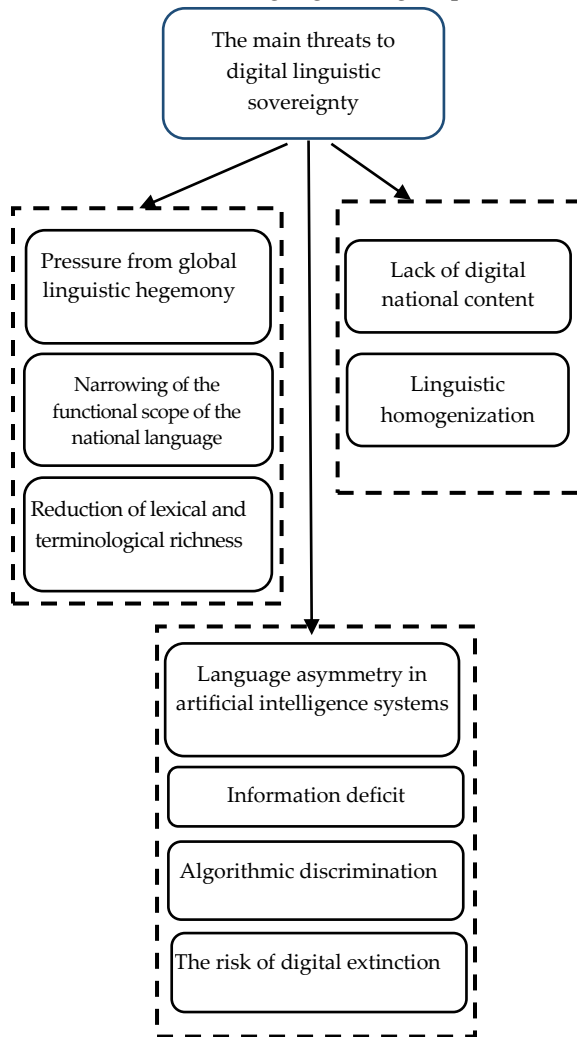 The main threats to
digital linguistic
sovereignty
Pressure from global
linguistic hegemony
Narrowing of the
functional scope of the
national language
Reduction of lexical and
terminological richness
Lack of digital
national content
Linguistic
homogenization
Language asymmetry in
artificial intelligence systems
Information deficit
Algorithmic discrimination
The risk of digital extinction